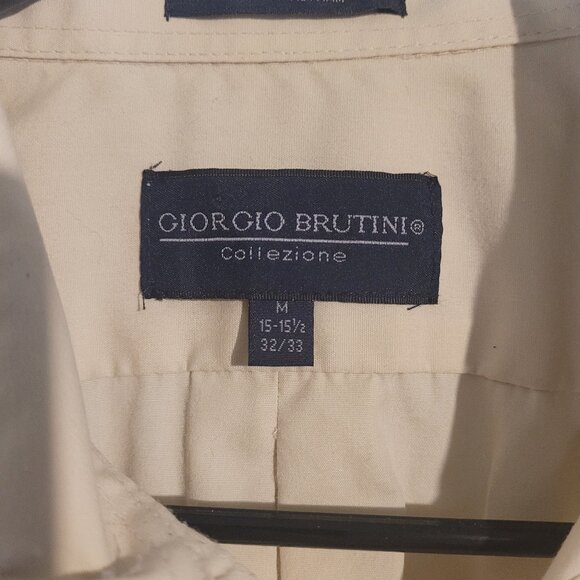 GIORGIO BRUTINI®
Collezione
M
15-15½
32/33